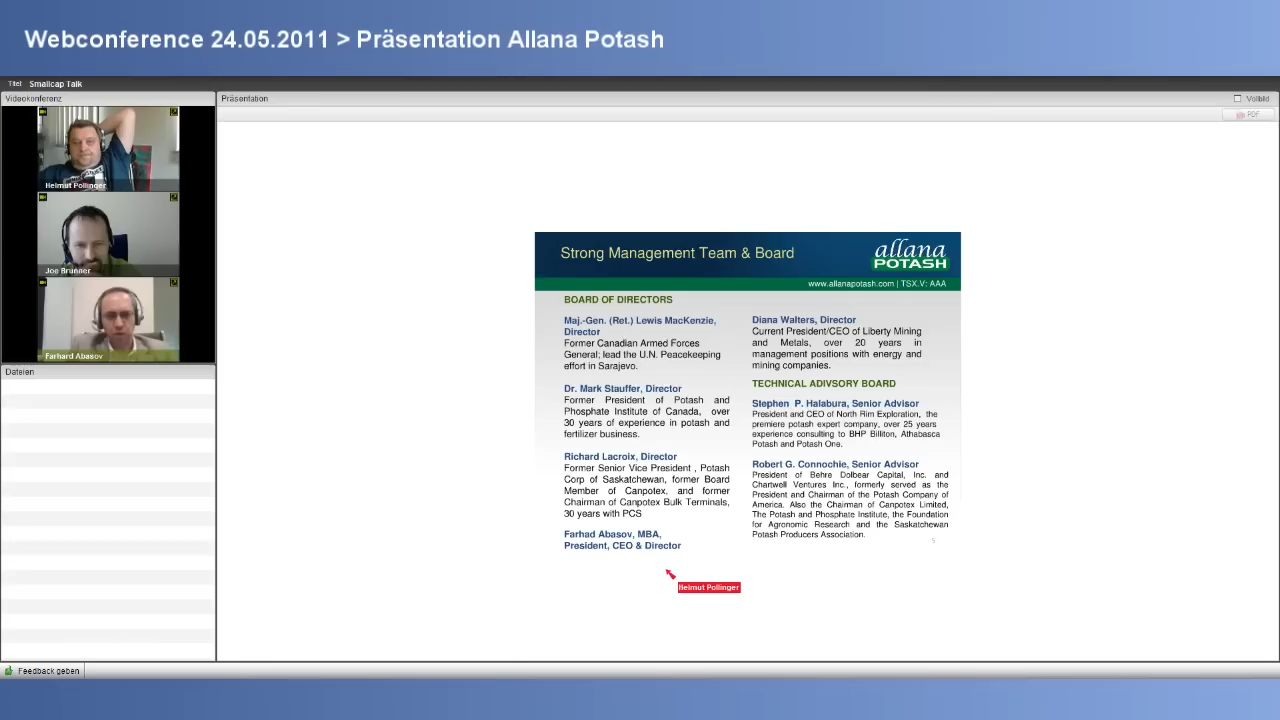 Webconference 24.05.2011 > Präsentation Allana Potash
Titel Smallcap Talk
Videokonferenz
Präsentation
Vollbild
PDF
Helmut Pollinger
Joe Brunner
Farhard Abasov
Dateien
Strong Management Team & Board
allana
POTASH
www.allanapotash.com | TSX.V: AAA
BOARD OF DIRECTORS
Maj.-Gen. (Ret.) Lewis MacKenzie,
Director
Former Canadian Armed Forces
General; lead the U.N. Peacekeeping
effort in Sarajevo.
Dr. Mark Stauffer, Director
Former President of Potash and
Phosphate Institute of Canada, over
30 years of experience in potash and
fertilizer business.
Richard Lacroix, Director
Former Senior Vice President , Potash
Corp of Saskatchewan, former Board
Member of Canpotex, and former
Chairman of Canpotex Bulk Terminals,
30 years with PCS
Farhad Abasov, MBA,
President, CEO & Director
Diana Walters, Director
Current President/CEO of Liberty Mining
and Metals, over 20 years in
management positions with energy and
mining companies.
TECHNICAL ADIVSORY BOARD
Stephen P. Halabura, Senior Advisor
President and CEO of North Rim Exploration, the
premiere potash expert company, over 25 years
experience consulting to BHP Billiton, Athabasca
Potash and Potash One.
Robert G. Connochie, Senior Advisor
President of Behre Dolbear Capital, Inc. and
Chartwell Ventures Inc., formerly served as the
President and Chairman of the Potash Company of
America. Also the Chairman of Canpotex Limited,
The Potash and Phosphate Institute, the Foundation
for Agronomic Research and the Saskatchewan
Potash Producers Association.
5
Helmut Pollinger
Feedback geben